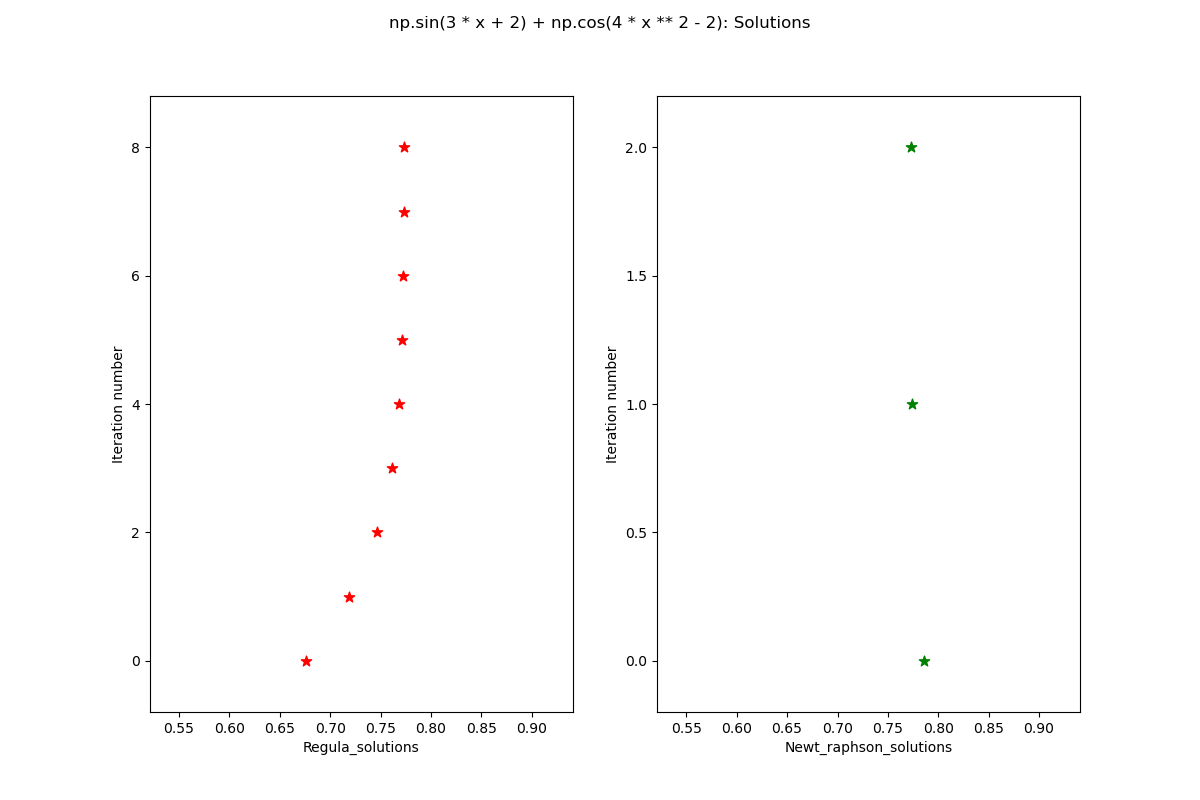 np.sin(3 * x + 2) + np.cos(4 * x ** 2 - 2): Solutions
8
6
4
2
0
Iteration number
0.55 0.60 0.65 0.70 0.75 0.80 0.85 0.90
Regula_solutions
2.0
1.5
1.0
0.5
0.0
Iteration number
0.55 0.60 0.65 0.70 0.75 0.80 0.85 0.90
Newt_raphson_solutions